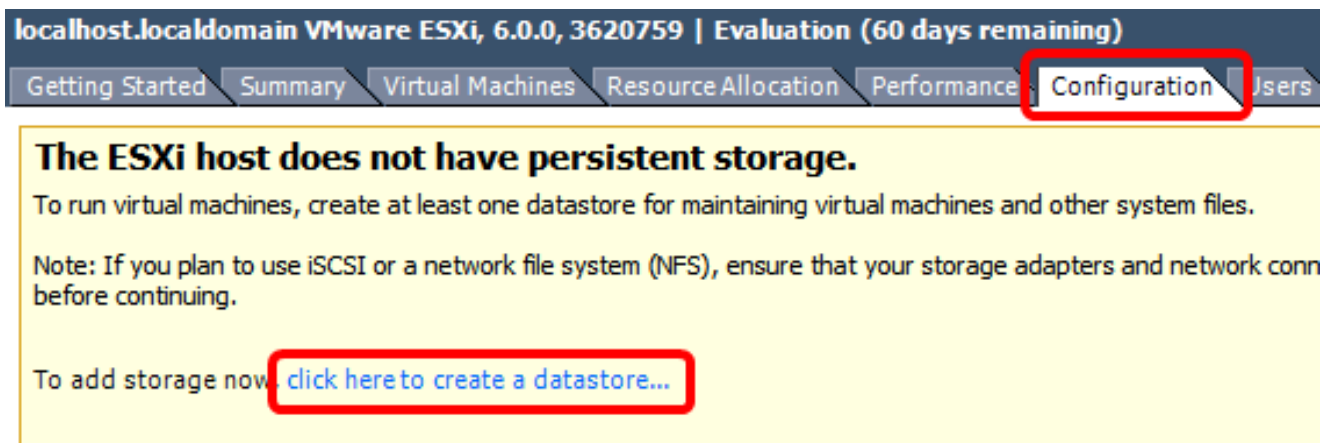 localhost.localdomain VMware ESXi, 6.0.0, 3620759 | Evaluation (60 days remaining)
Getting Started Summary Virtual Machines Resource Allocation Performance Configuration Users
The ESXi host does not have persistent storage.
To run virtual machines, create at least one datastore for maintaining virtual machines and other system files.
Note: If you plan to use iSCSI or a network file system (NFS), ensure that your storage adapters and network conn
before continuing.
To add storage now, click here to create a datastore...